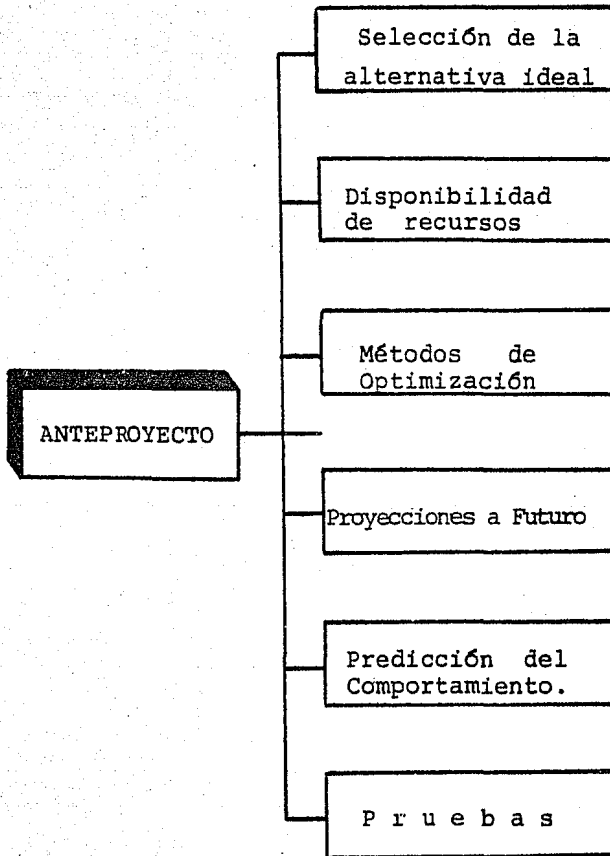 Selección de la
alternativa ideal
Disponibilidad
de recursos
Métodos de
Optimización
ANTEPROYECTO
Proyecciones a Futuro
Predicción del
Comportamiento.
P r u e b a s